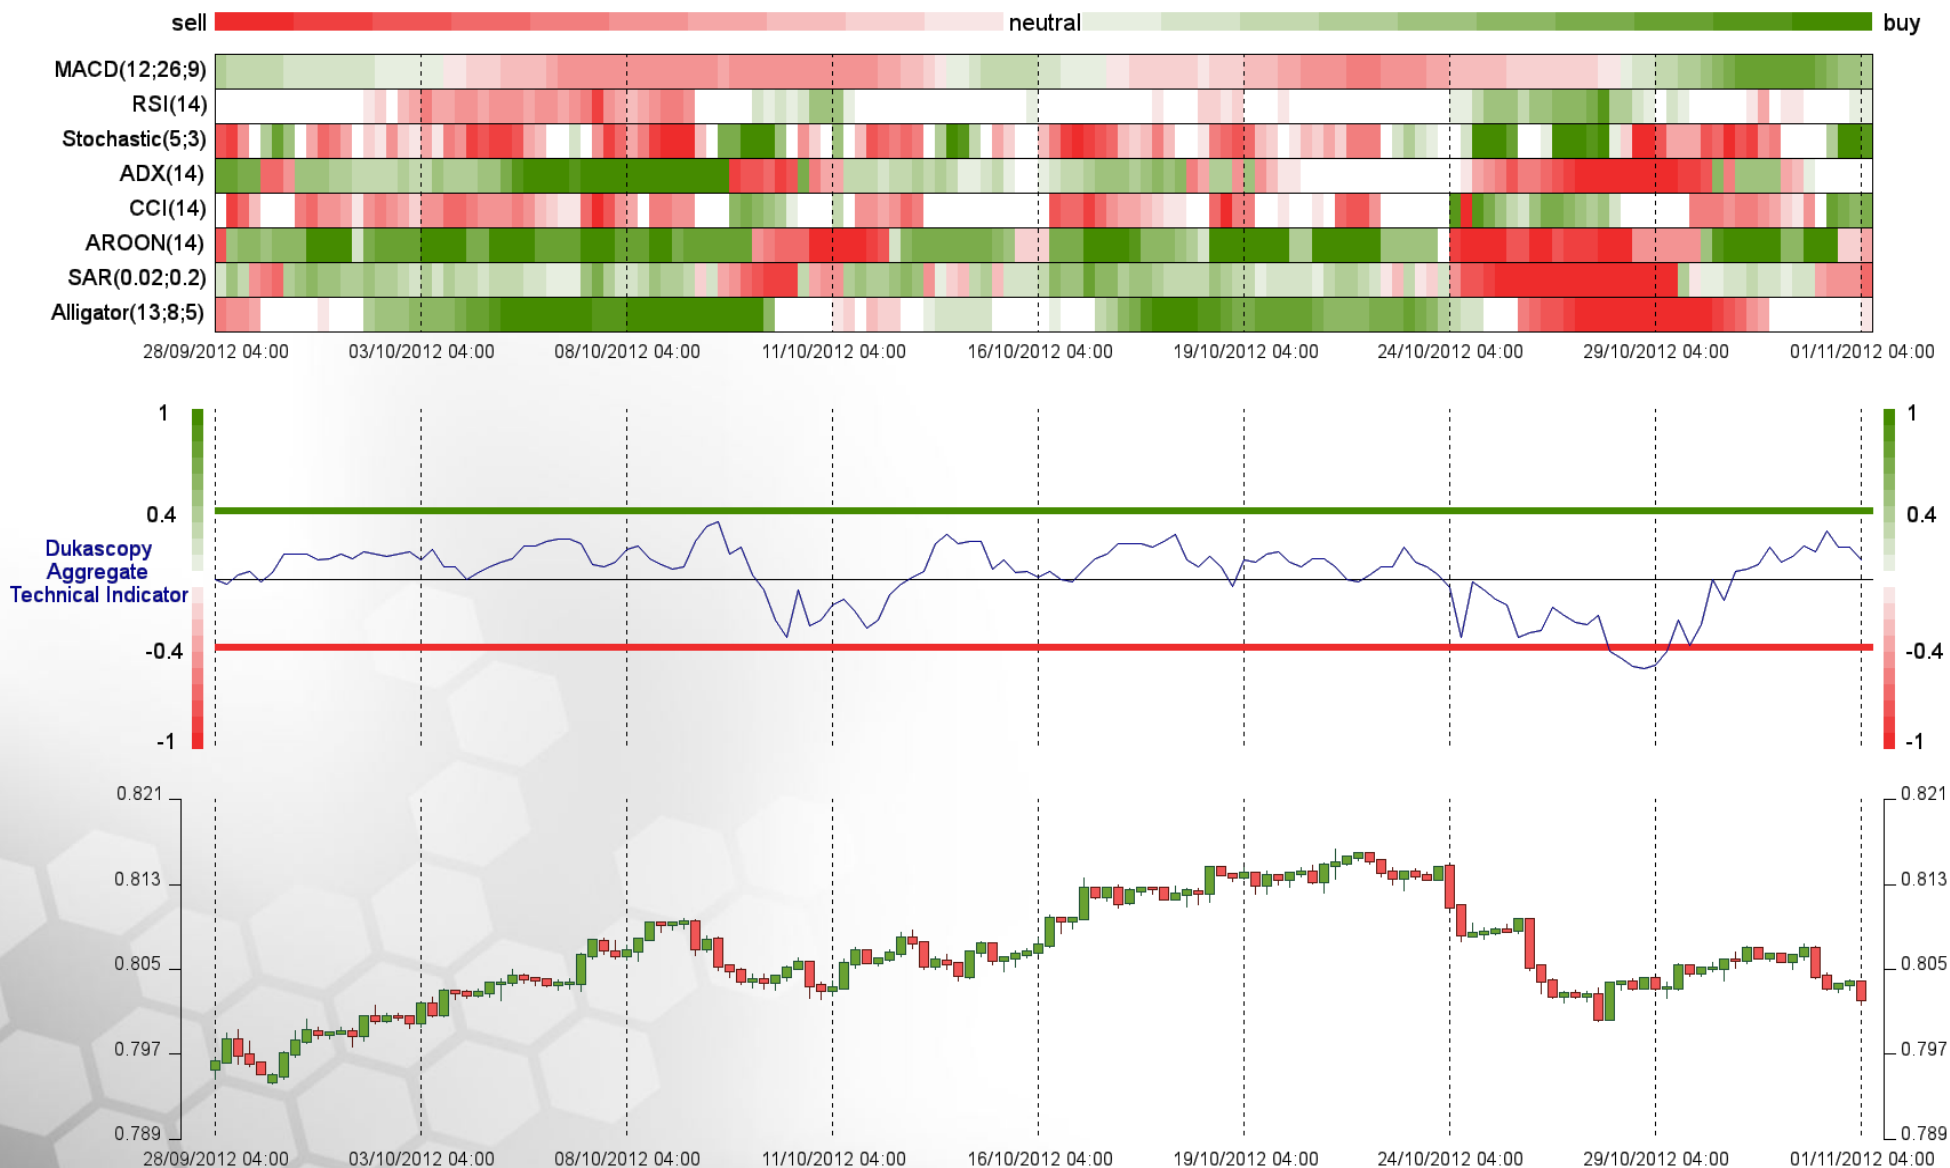 sell neutral buy
MACD(12;26;9)
RSI(14)
Stochastic(5;3)
ADX(14)
CCI(14)
AROON(14)
SAR(0.02;0.2)
Alligator(13;8;5)
28/09/2012 04:00 03/10/2012 04:00 08/10/2012 04:00 11/10/2012 04:00 16/10/2012 04:00 19/10/2012 04:00 24/10/2012 04:00 29/10/2012 04:00 01/11/2012 04:00
1 1
0.4 0.4
Dukascopy
Aggregate
Technical Indicator
-0.4 -0.4
-1 -1
0.821 0.821
0.813 0.813
0.805 0.805
0.797 0.797
0.789 0.789
28/09/2012 04:00 03/10/2012 04:00 08/10/2012 04:00 11/10/2012 04:00 16/10/2012 04:00 19/10/2012 04:00 24/10/2012 04:00 29/10/2012 04:00 01/11/2012 04:00